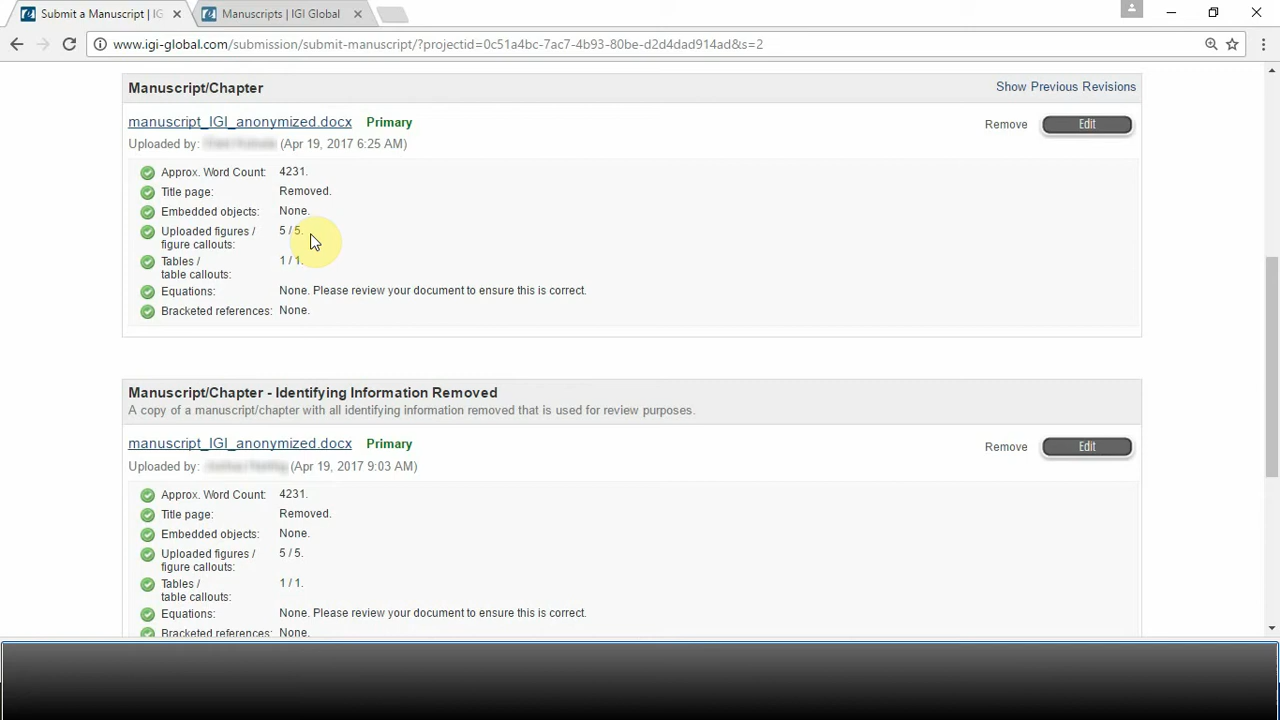 Submit a Manuscript | IG
Manuscripts | IGI Global
www.igi-global.com/submission/submit-manuscript/?projectid=0c51a4bc-7ac7-4b93-80be-d2d4dad914ad&s=2
Manuscript/Chapter
Show Previous Revisions
manuscript_IGI_anonymized.docx Primary
Remove Edit
Uploaded by: (Apr 19, 2017 6:25 AM)
Approx. Word Count: 4231.
Title page: Removed.
Embedded objects: None.
Uploaded figures / 5 / 5.
figure callouts:
Tables / 1 / 1.
table callouts:
Equations: None. Please review your document to ensure this is correct.
Bracketed references: None.
Manuscript/Chapter - Identifying Information Removed
A copy of a manuscript/chapter with all identifying information removed that is used for review purposes.
manuscript_IGI_anonymized.docx Primary
Remove Edit
Uploaded by: (Apr 19, 2017 9:03 AM)
Approx. Word Count: 4231.
Title page: Removed.
Embedded objects: None.
Uploaded figures / 5 / 5.
figure callouts:
Tables / 1 / 1.
table callouts:
Equations: None. Please review your document to ensure this is correct.
Bracketed references: None.